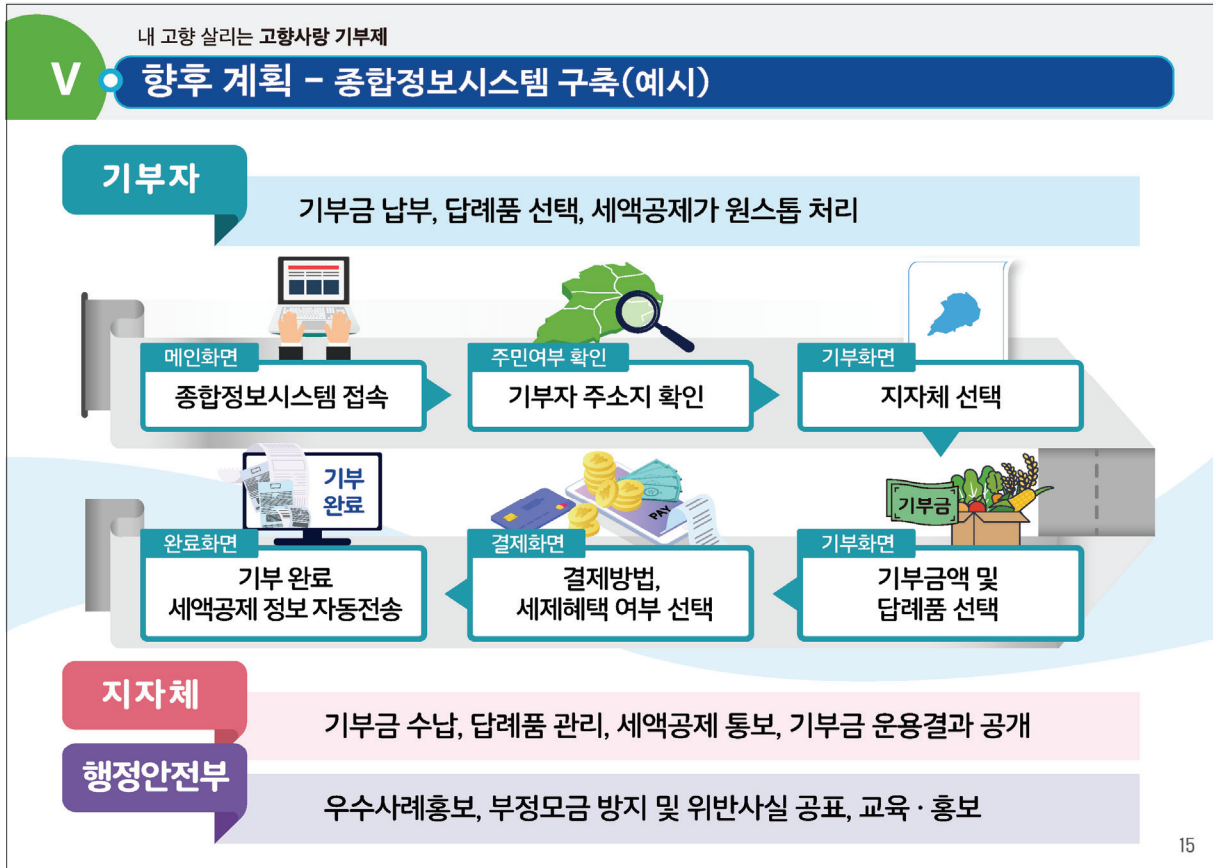 내 고향 살리는 고향사랑 기부제
V
향후 계획 - 종합정보시스템 구축(예시)
기부자
기부금 납부, 답례품 선택, 세액공제가 원스톱 처리
메인화면
종합정보시스템 접속
주민여부 확인
기부자 주소지 확인
기부화면
지자체 선택
기부금
기부화면
기부금액 및
답례품 선택
PAY
결제화면
결제방법,
세제혜택 여부 선택
기부
완료
완료화면
기부 완료
세액공제 정보 자동전송
지자체
기부금 수납, 답례품 관리, 세액공제 통보, 기부금 운용결과 공개
행정안전부
우수사례홍보, 부정모금 방지 및 위반사실 공표, 교육 · 홍보
15